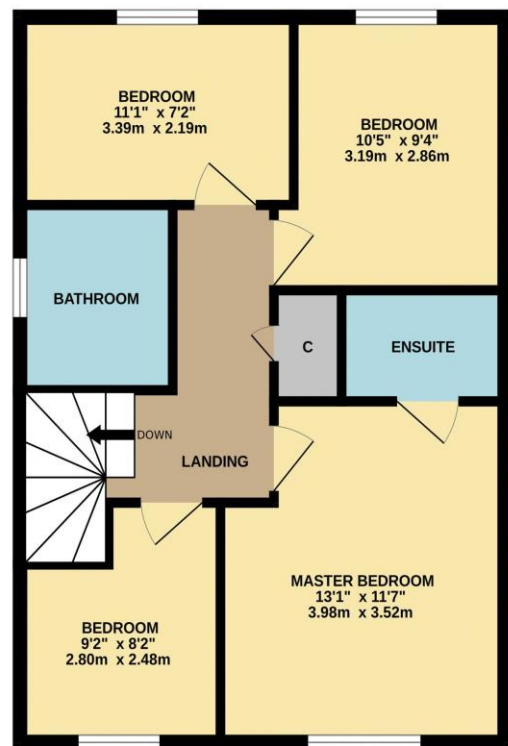 BEDROOM
11'1" x 7'2"
3.39m x 2.19m
BEDROOM
10'5" x 9'4"
3.19m x 2.86m
BATHROOM
C
ENSUITE
DOWN
LANDING
MASTER BEDROOM
13'1" x 11'7"
3.98m x 3.52m
BEDROOM
9'2" x 8'2"
2.80m x 2.48m